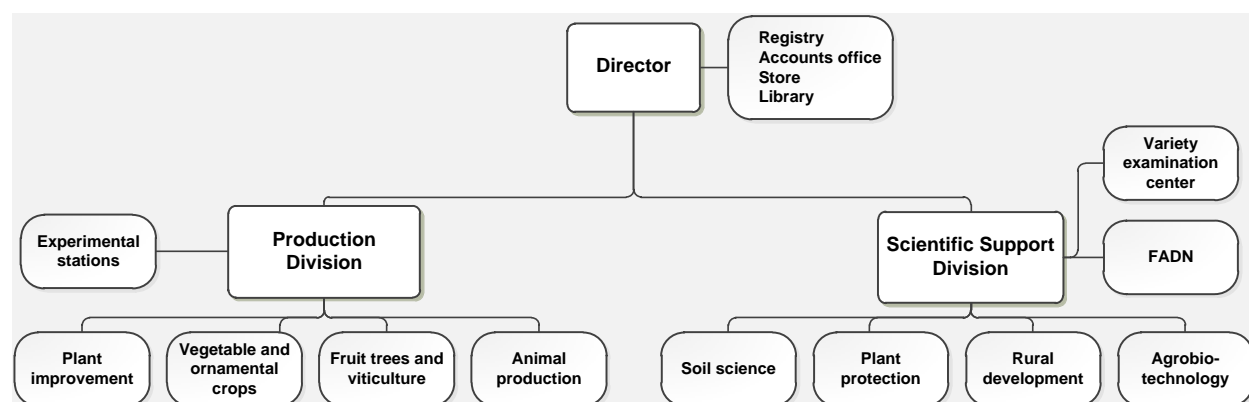 Director
Registry
Accounts office
Store
Library
Variety
examination
center
Experimental
stations
Production
Division
Scientific Support
Division
FADN
Plant
improvement
Vegetable and
ornamental
crops
Fruit trees and
viticulture
Animal
production
Soil science
Plant
protection
Rural
development
Agrobio-
technology